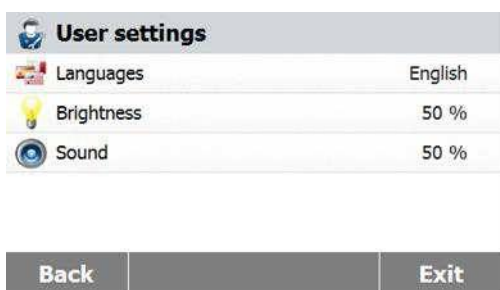 User settings
Languages English
Brightness 50 %
Sound 50 %
Back Exit